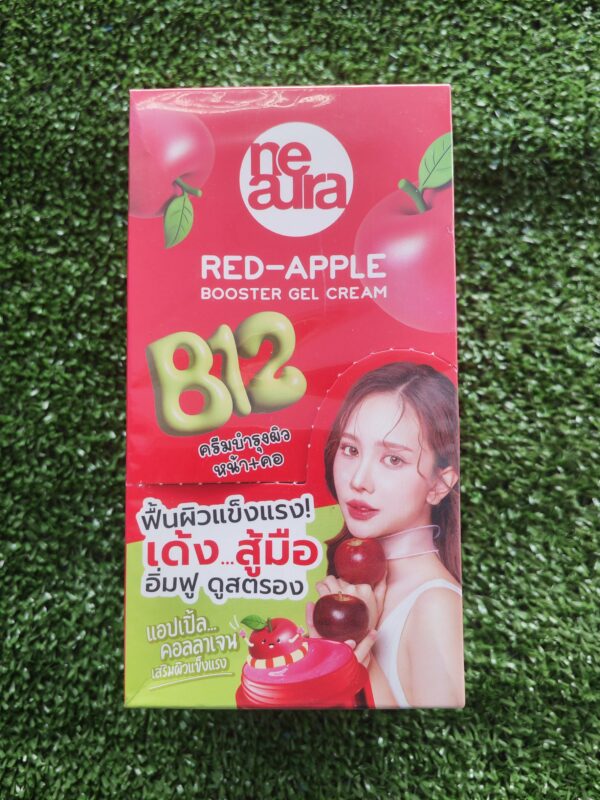 ne
aura
RED-APPLE
BOOSTER GEL CREAM
B12
ครีมบำรุงผิว
หน้า+คอ
ฟื้นผิวแข็งแรง!
เด้ง...สู้มือ
อิ่มฟู ดูสตรอง
แอปเปิ้ล...
คอลลาเจน
เสริมผิวแข็งแรง